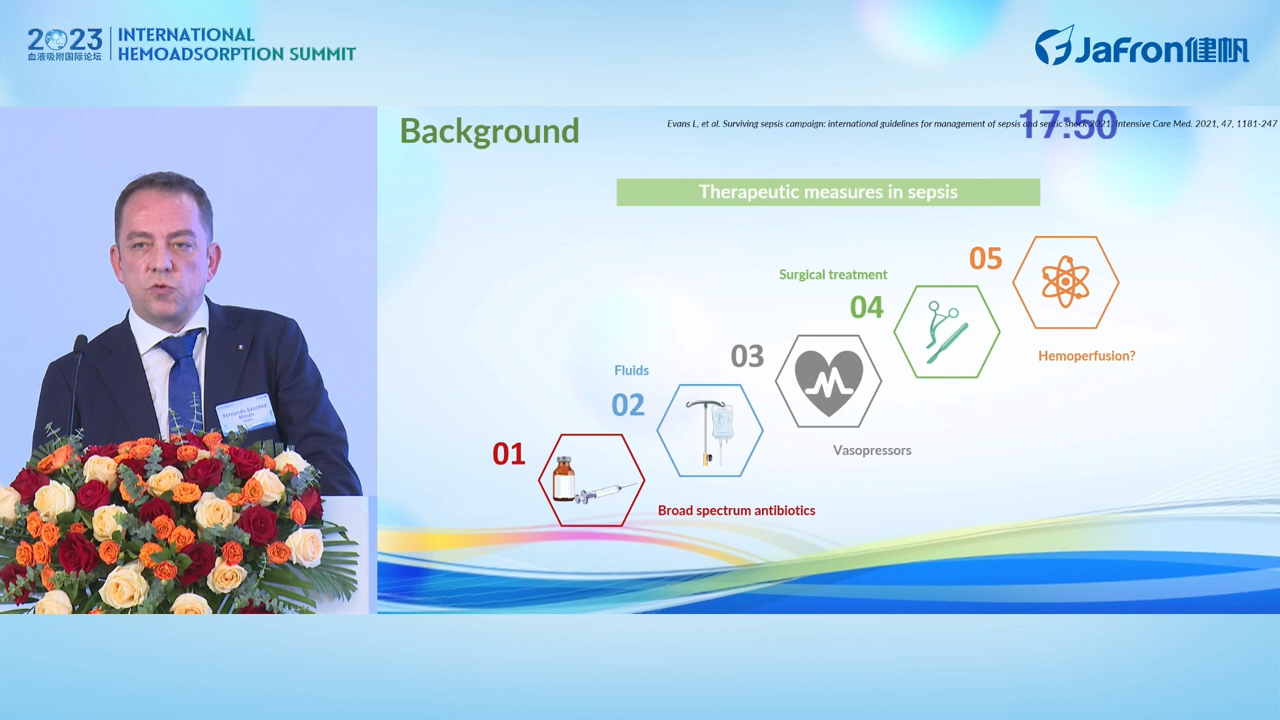 2023
血液吸附国际论坛
INTERNATIONAL
HEMOADSORPTION SUMMIT
JaFron健帆
Background
Evans L, et al. Surviving sepsis campaign: international guidelines for management of sepsis and septic shock 2021. Intensive Care Med. 2021, 47, 1181-247
17:50
Therapeutic measures in sepsis
05
Surgical treatment
04
Hemoperfusion?
03
Fluids
02
Vasopressors
01
Broad spectrum antibiotics
Fernando Sánchez
Morán